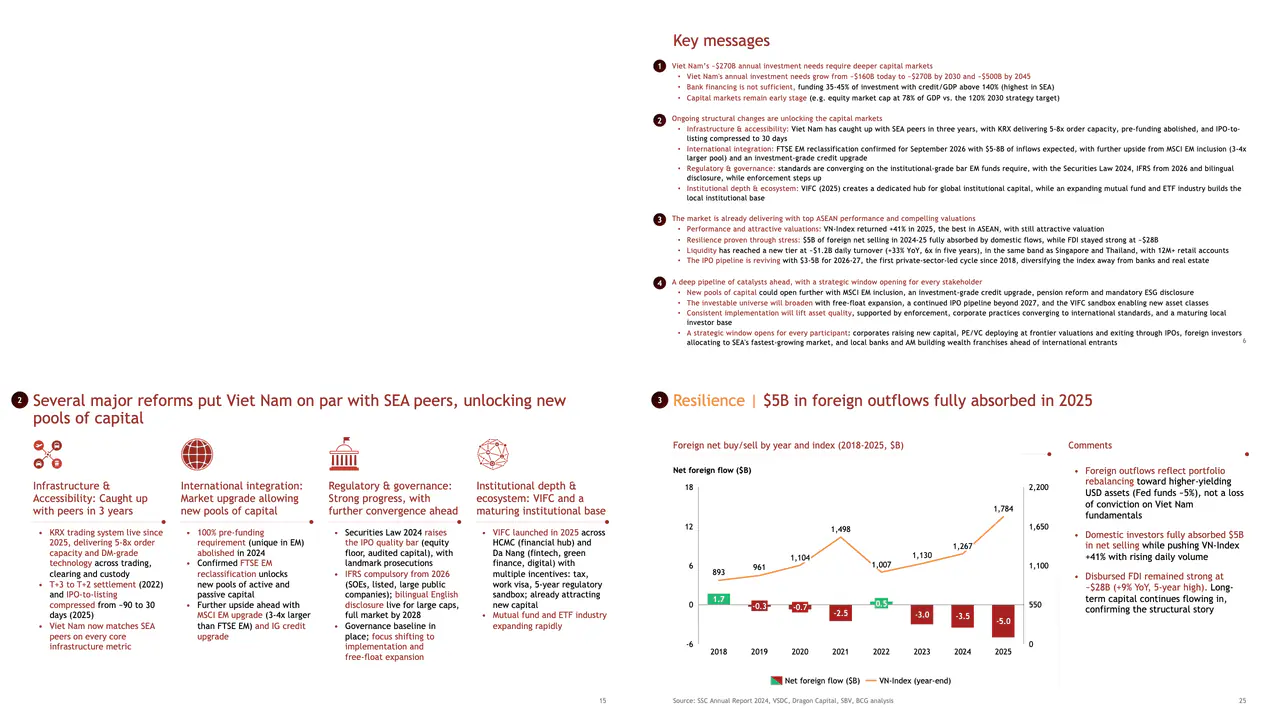 Key messages
1 Viet Nam's ~$270B annual investment needs require deeper capital markets
• Viet Nam's annual investment needs grow from ~$160B today to ~$270B by 2030 and ~$500B by 2045
• Bank financing is not sufficient, funding 35-45% of investment with credit/GDP above 140% (highest in SEA)
• Capital markets remain early stage (e.g. equity market cap at 78% of GDP vs. the 120% 2030 strategy target)
2 Ongoing structural changes are unlocking the capital markets
• Infrastructure & accessibility: Viet Nam has caught up with SEA peers in three years, with KRX delivering 5-8x order capacity, pre-funding abolished, and IPO-to-
listing compressed to 30 days
• International integration: FTSE EM reclassification confirmed for September 2026 with $5-8B of inflows expected, with further upside from MSCI EM inclusion (3-4x
larger pool) and an investment-grade credit upgrade
• Regulatory & governance: standards are converging on the institutional-grade bar EM funds require, with the Securities Law 2024, IFRS from 2026 and bilingual
disclosure, while enforcement steps up
• Institutional depth & ecosystem: VIFC (2025) creates a dedicated hub for global institutional capital, while an expanding mutual fund and ETF industry builds the
local institutional base
3 The market is already delivering with top ASEAN performance and compelling valuations
• Performance and attractive valuations: VN-Index returned +41% in 2025, the best in ASEAN, with still attractive valuation
• Resilience proven through stress: $5B of foreign net selling in 2024-25 fully absorbed by domestic flows, while FDI stayed strong at ~$28B
• Liquidity has reached a new tier at ~$1.2B daily turnover (+33% YoY, 6x in five years), in the same band as Singapore and Thailand, with 12M+ retail accounts
• The IPO pipeline is reviving with $3-5B for 2026-27, the first private-sector-led cycle since 2018, diversifying the index away from banks and real estate
4 A deep pipeline of catalysts ahead, with a strategic window opening for every stakeholder
• New pools of capital could open further with MSCI EM inclusion, an investment-grade credit upgrade, pension reform and mandatory ESG disclosure
• The investable universe will broaden with free-float expansion, a continued IPO pipeline beyond 2027, and the VIFC sandbox enabling new asset classes
• Consistent implementation will lift asset quality, supported by enforcement, corporate practices converging to international standards, and a maturing local
investor base
• A strategic window opens for every participant: corporates raising new capital, PE/VC deploying at frontier valuations and exiting through IPOs, foreign investors
allocating to SEA's fastest-growing market, and local banks and AM building wealth franchises ahead of international entrants
6
2 Several major reforms put Viet Nam on par with SEA peers, unlocking new
pools of capital
Infrastructure &
Accessibility: Caught up
with peers in 3 years
• KRX trading system live since
2025, delivering 5-8x order
capacity and DM-grade
technology across trading,
clearing and custody
• T+3 to T+2 settlement (2022)
and IPO-to-listing
compressed from ~90 to 30
days (2025)
• Viet Nam now matches SEA
peers on every core
infrastructure metric
International integration:
Market upgrade allowing
new pools of capital
• 100% pre-funding
requirement (unique in EM)
abolished in 2024
• Confirmed FTSE EM
reclassification unlocks
new pools of active and
passive capital
• Further upside ahead with
MSCI EM upgrade (3-4x larger
than FTSE EM) and IG credit
upgrade
Regulatory & governance:
Strong progress, with
further convergence ahead
• Securities Law 2024 raises
the IPO quality bar (equity
floor, audited capital), with
landmark prosecutions
• IFRS compulsory from 2026
(SOEs, listed, large public
companies); bilingual English
disclosure live for large caps,
full market by 2028
• Governance baseline in
place; focus shifting to
implementation and
free-float expansion
Institutional depth &
ecosystem: VIFC and a
maturing institutional base
• VIFC launched in 2025 across
HCMC (financial hub) and
Da Nang (fintech, green
finance, digital) with
multiple incentives: tax,
work visa, 5-year regulatory
sandbox; already attracting
new capital
• Mutual fund and ETF industry
expanding rapidly
15
3 Resilience | $5B in foreign outflows fully absorbed in 2025
Foreign net buy/sell by year and index (2018-2025, $B)
Net foreign flow ($B)
18 2,200
12 1,650
6 1,100
0 550
-6 0
893 961 1,104 1,498 1,007 1,130 1,267 1,784
1.7 -0.3 -0.7 -2.5 0.5 -3.0 -3.5 -5.0
2018 2019 2020 2021 2022 2023 2024 2025
Net foreign flow ($B) VN-Index (year-end)
Comments
• Foreign outflows reflect portfolio
rebalancing toward higher-yielding
USD assets (Fed funds ~5%), not a loss
of conviction on Viet Nam
fundamentals
• Domestic investors fully absorbed $5B
in net selling while pushing VN-Index
+41% with rising daily volume
• Disbursed FDI remained strong at
~$28B (+9% YoY, 5-year high). Long-
term capital continues flowing in,
confirming the structural story
Source: SSC Annual Report 2024, VSDC, Dragon Capital, SBV, BCG analysis
25